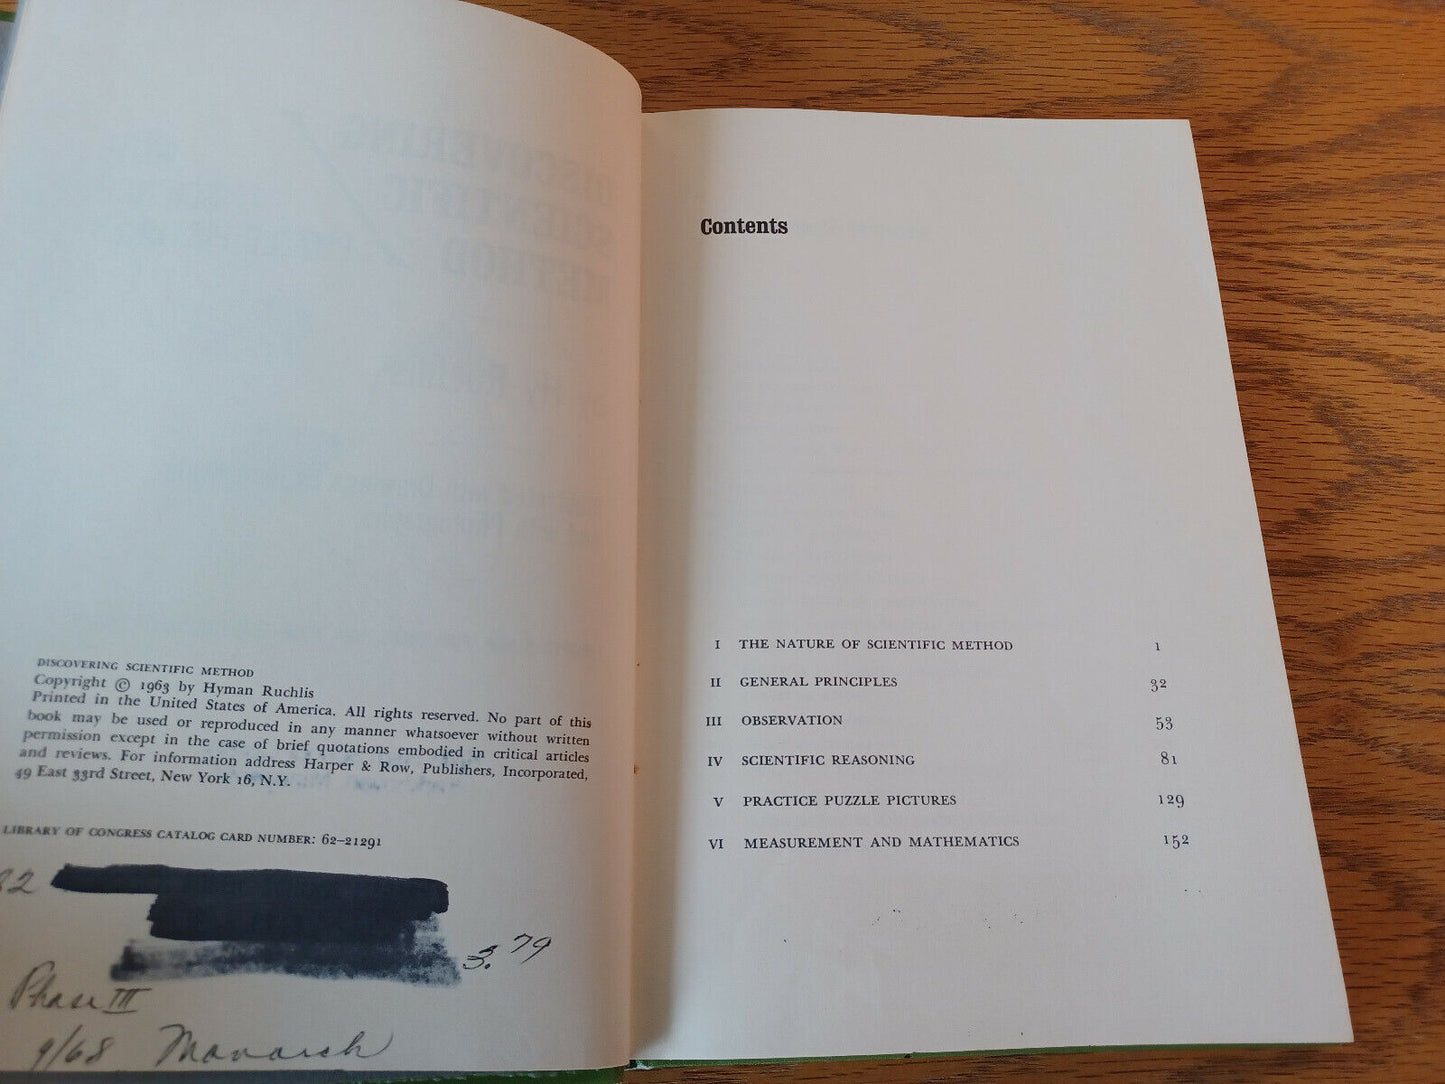 DISCOVERING SCIENTIFIC METHOD
Copyright © 1963 by Hyman Ruchlis
Printed in the United States of America. All rights reserved. No part of this
book may be used or reproduced in any manner whatsoever without written
permission except in the case of brief quotations embodied in critical articles
and reviews. For information address Harper & Row, Publishers, Incorporated,
49 East 33rd Street, New York 16, N.Y.
LIBRARY OF CONGRESS CATALOG CARD NUMBER: 62-21291
3.79
Phase III
9/68 Monarch
Contents
I THE NATURE OF SCIENTIFIC METHOD 1
II GENERAL PRINCIPLES 32
III OBSERVATION 53
IV SCIENTIFIC REASONING 81
V PRACTICE PUZZLE PICTURES 129
VI MEASUREMENT AND MATHEMATICS 152